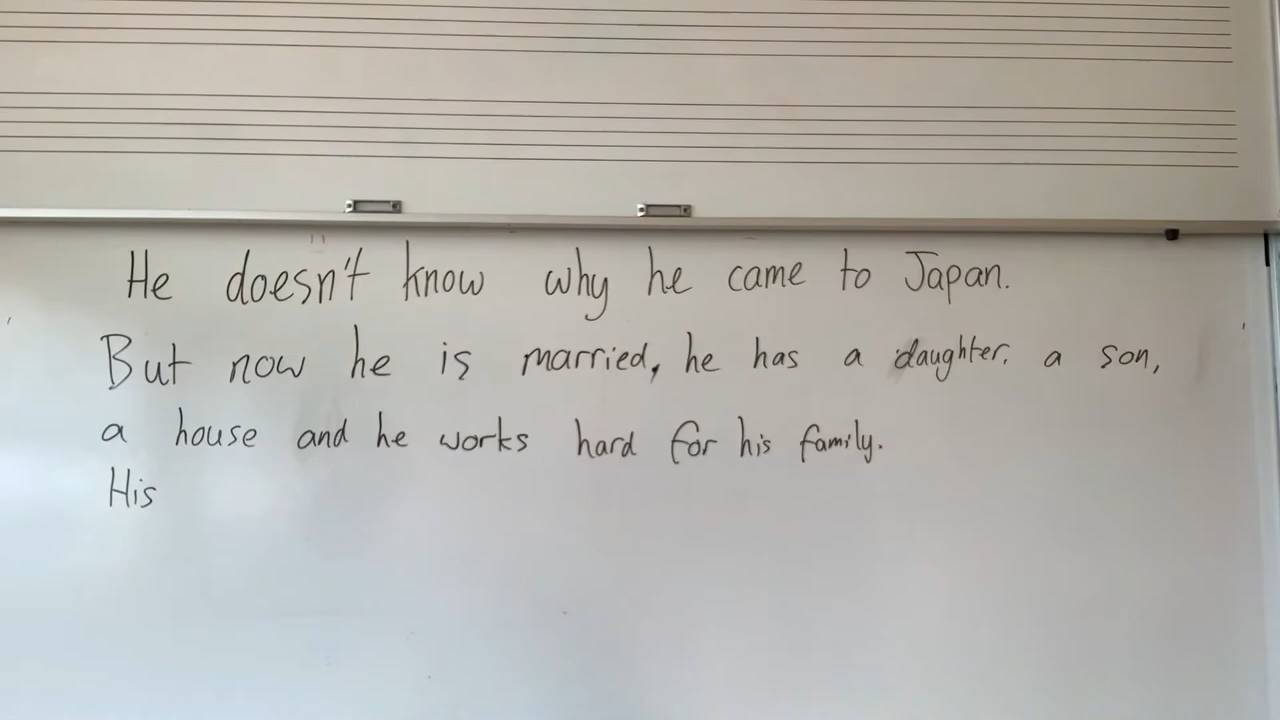 He doesn't know why he came to Japan.
But now he is married, he has a daughter, a son,
a house and he works hard for his family.
His